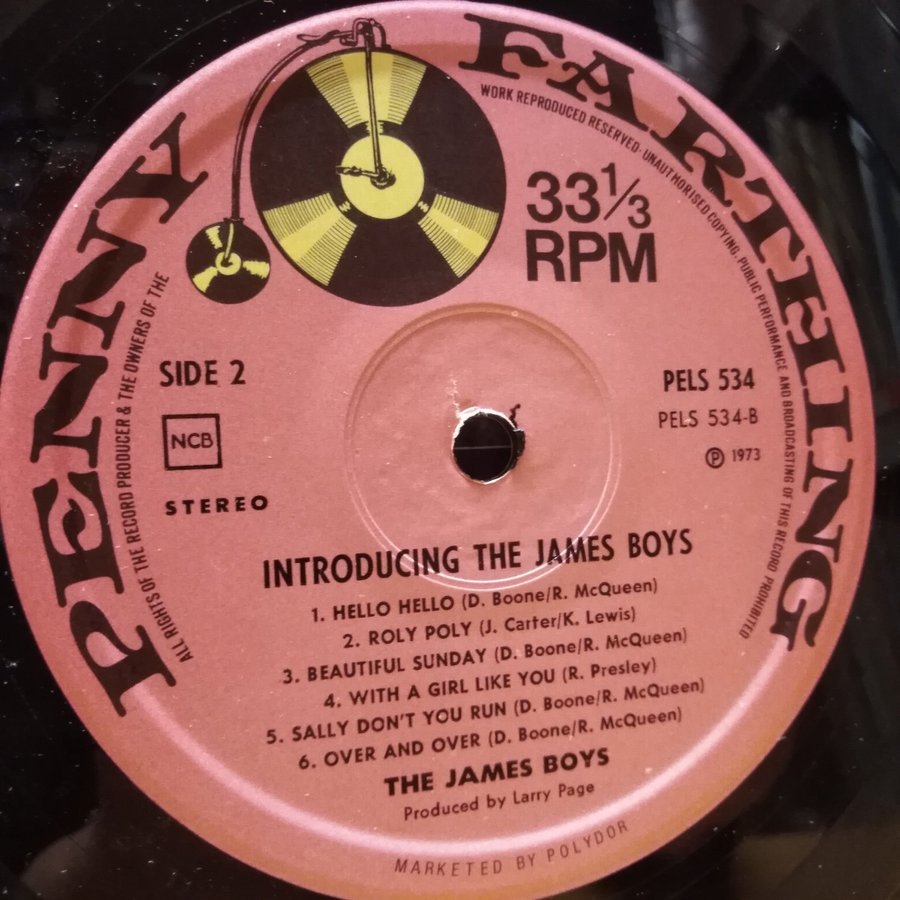 PENNY FARTHING
ALL RIGHTS OF THE RECORD PRODUCER & THE OWNERS OF THE
WORK REPRODUCED RESERVED · UNAUTHORISED COPYING, PUBLIC PERFORMANCE AND BROADCASTING OF THIS RECORD PROHIBITED
33 1/3
RPM
SIDE 2
NCB
STEREO
PELS 534
PELS 534-B
℗ 1973
INTRODUCING THE JAMES BOYS
1. HELLO HELLO (D. Boone/R. McQueen)
2. ROLY POLY (J. Carter/K. Lewis)
3. BEAUTIFUL SUNDAY (D. Boone/R. McQueen)
4. WITH A GIRL LIKE YOU (R. Presley)
5. SALLY DON'T YOU RUN (D. Boone/R. McQueen)
6. OVER AND OVER (D. Boone/R. McQueen)
THE JAMES BOYS
Produced by Larry Page
MARKETED BY POLYDOR